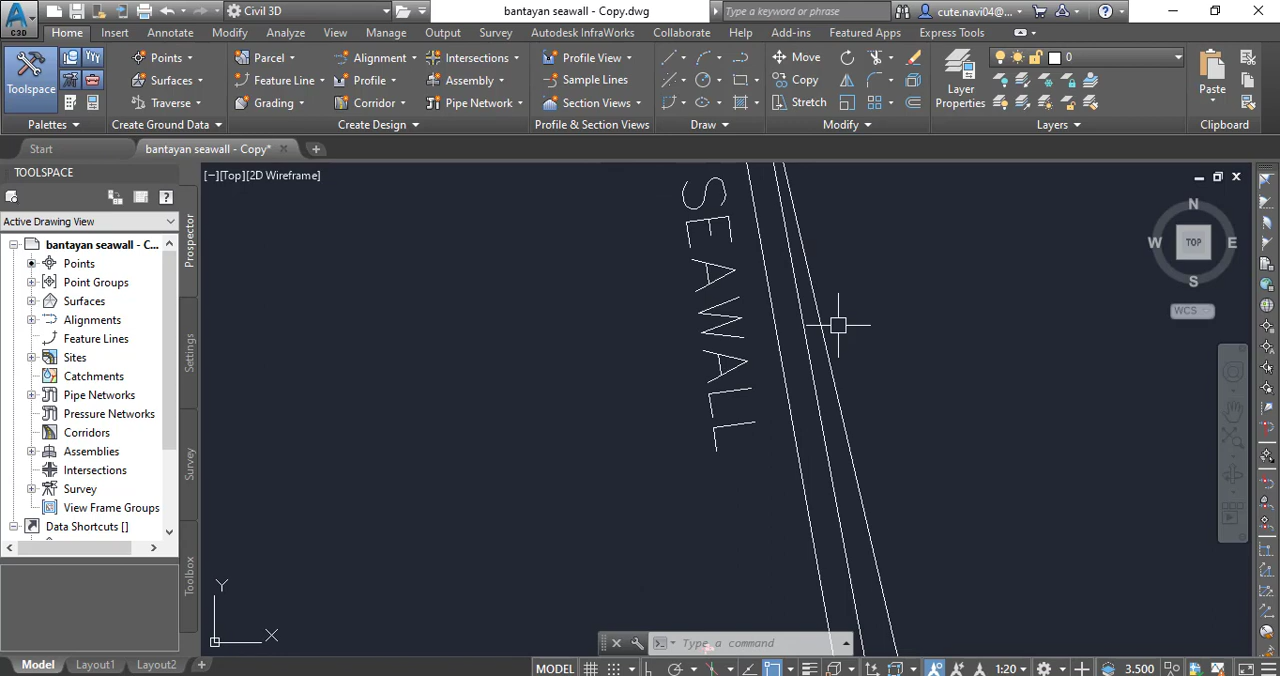 C3D
Civil 3D
bantayan seawall - Copy.dwg
Type a keyword or phrase
cute.navi04@...
Home Insert Annotate Modify Analyze View Manage Output Survey Autodesk InfraWorks Collaborate Help Add-ins Featured Apps Express Tools
Toolspace
Palettes
Points
Surfaces
Traverse
Create Ground Data
Parcel
Feature Line
Grading
Alignment
Profile
Corridor
Intersections
Assembly
Pipe Network
Create Design
Profile View
Sample Lines
Section Views
Profile & Section Views
Draw
Move
Copy
Stretch
Modify
Layer
Properties
0
Layers
Paste
Clipboard
Start
bantayan seawall - Copy*
TOOLSPACE
Active Drawing View
bantayan seawall - C...
Points
Point Groups
Surfaces
Alignments
Feature Lines
Sites
Catchments
Pipe Networks
Pressure Networks
Corridors
Assemblies
Intersections
Survey
View Frame Groups
Data Shortcuts []
Prospector
Settings
Survey
Toolbox
[−][Top][2D Wireframe]
SEAWALL
N
W TOP E
S
WCS
Y
X
Type a command
Model Layout1 Layout2
MODEL
1:20
3.500